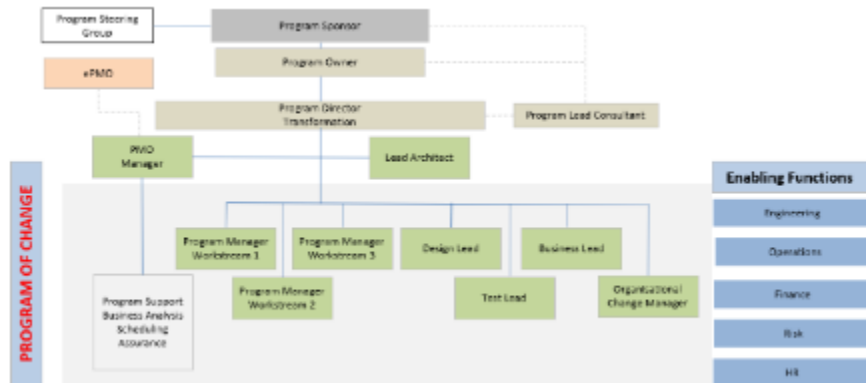 Program Steering
Group
Program Sponsor
Program Owner
ePMO
Program Director
Transformation
Program Lead Consultant
PMO
Manager
Lead Architect
PROGRAM OF CHANGE
Enabling Functions
Engineering
Operations
Finance
Risk
HR
Program Manager
Workstream 1
Program Manager
Workstream 3
Design Lead
Business Lead
Program Manager
Workstream 2
Test Lead
Organisational
Change Manager
Program Support
Business Analysis
Scheduling
Assurance